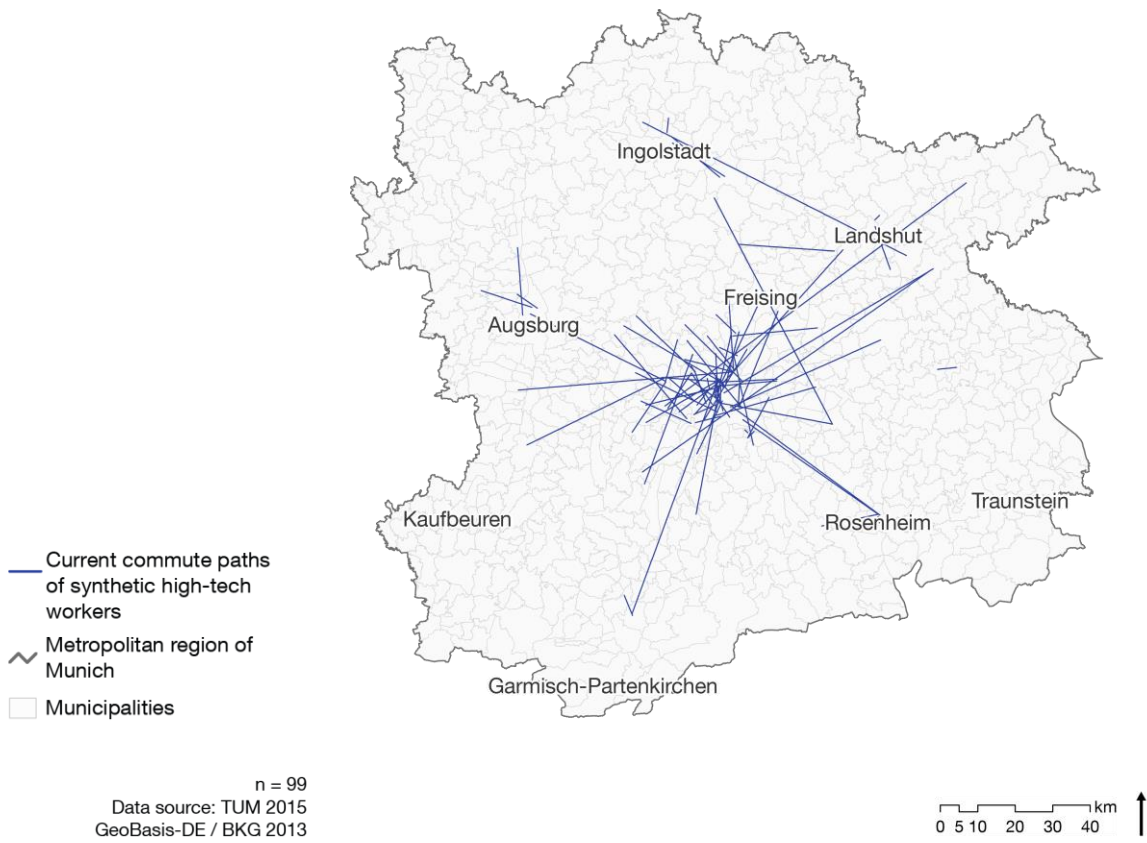 Ingolstadt
Landshut
Freising
Augsburg
Kaufbeuren
Traunstein
Rosenheim
Garmisch-Partenkirchen
Current commute paths
of synthetic high-tech
workers
Metropolitan region of
Munich
Municipalities
n = 99
Data source: TUM 2015
GeoBasis-DE / BKG 2013
km
0 5 10 20 30 40